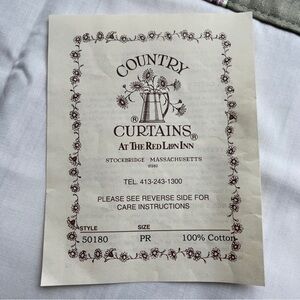 COUNTRY
® ®
CURTAINS
AT THE RED LION INN
STOCKBRIDGE · MASSACHUSETTS
TEL. 413-243-1300
PLEASE SEE REVERSE SIDE FOR
CARE INSTRUCTIONS
STYLE SIZE
50180 PR 100% Cotton